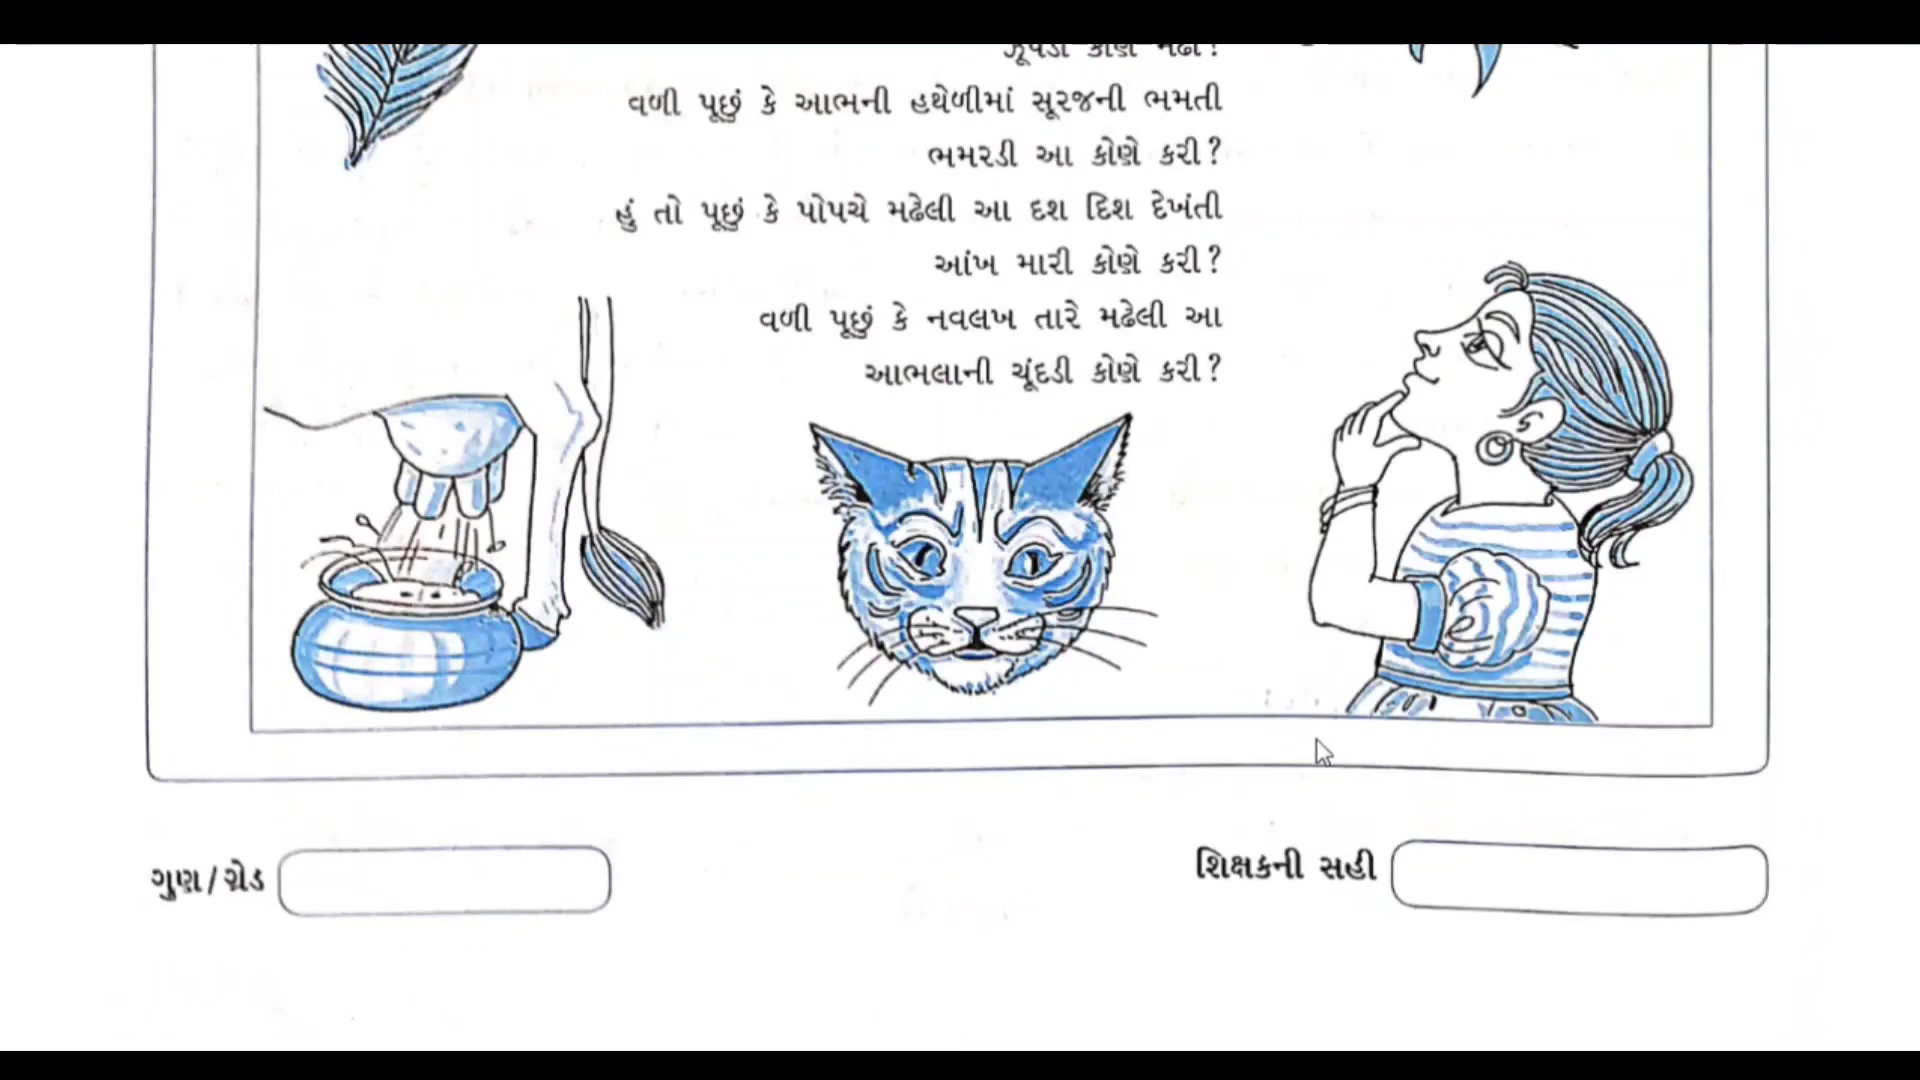 વળી પૂછું કે આભની હથેળીમાં સૂરજની ભમતી
ભમરડી આ કોણે કરી?
હું તો પૂછું કે પોપચે મઢેલી આ દશ દિશ દેખંતી
આંખ મારી કોણે કરી?
વળી પૂછું કે નવલખ તારે મઢેલી આ
આભલાની ચૂંદડી કોણે કરી?
ગુણ/ગ્રેડ
શિક્ષકની સહી